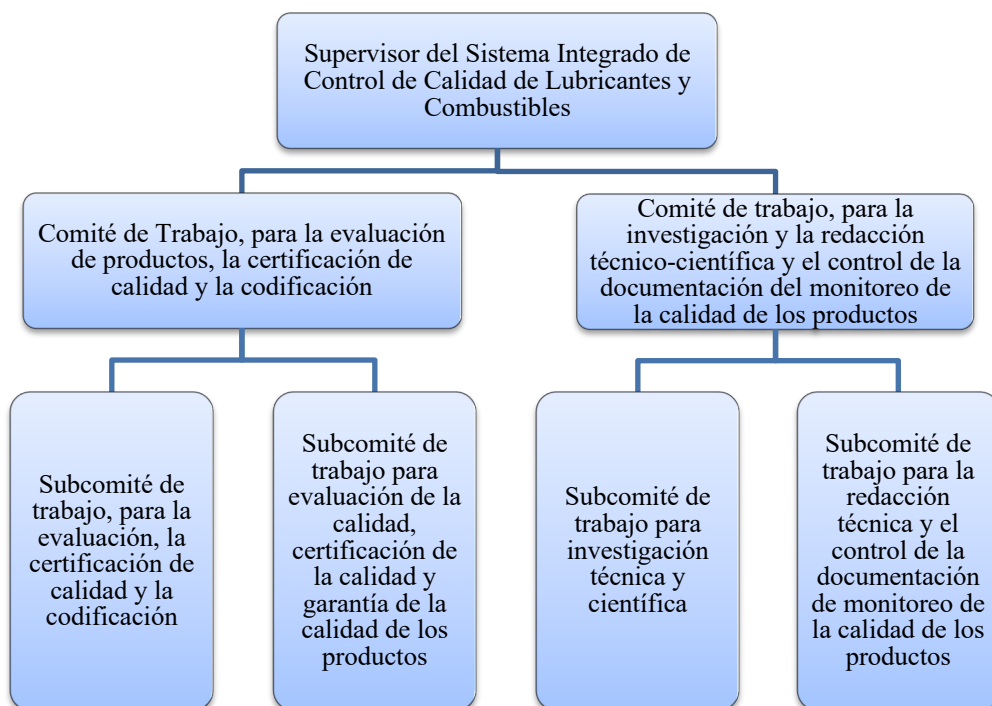 Supervisor del Sistema Integrado de
Control de Calidad de Lubricantes y
Combustibles
Comité de Trabajo, para la evaluación
de productos, la certificación de
calidad y la codificación
Comité de trabajo, para la
investigación y la redacción
técnico-científica y el control de la
documentación del monitoreo de
la calidad de los productos
Subcomité de
trabajo, para la
evaluación, la
certificación de
calidad y la
codificación
Subcomité de
trabajo para
evaluación de la
calidad,
certificación de
la calidad y
garantía de la
calidad de los
productos
Subcomité de
trabajo para
investigación
técnica y
científica
Subcomité de
trabajo para la
redacción
técnica y el
control de la
documentación
de monitoreo de
la calidad de los
productos